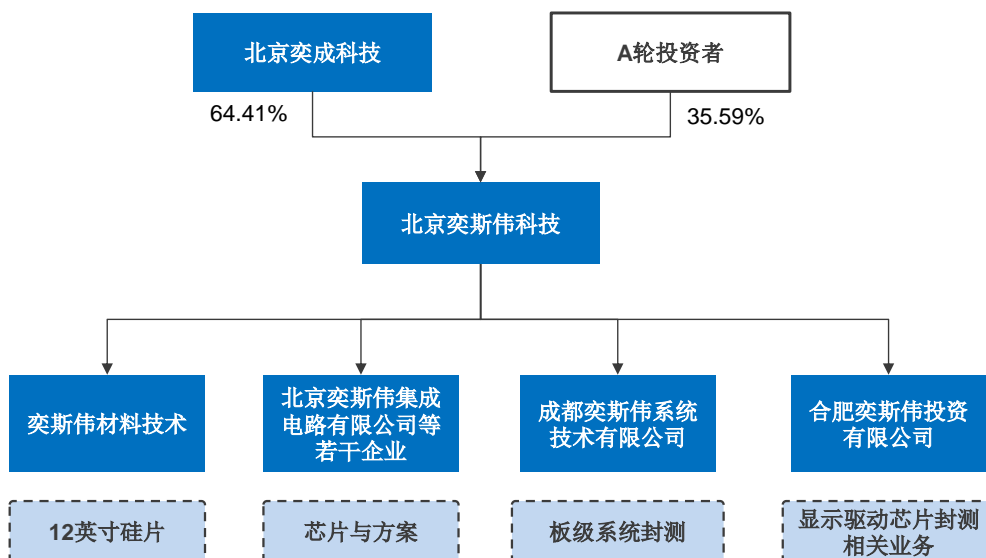 北京奕成科技
A轮投资者
64.41%
35.59%
北京奕斯伟科技
奕斯伟材料技术
北京奕斯伟集成
电路有限公司等
若干企业
成都奕斯伟系统
技术有限公司
合肥奕斯伟投资
有限公司
12英寸硅片
芯片与方案
板级系统封测
显示驱动芯片封测
相关业务